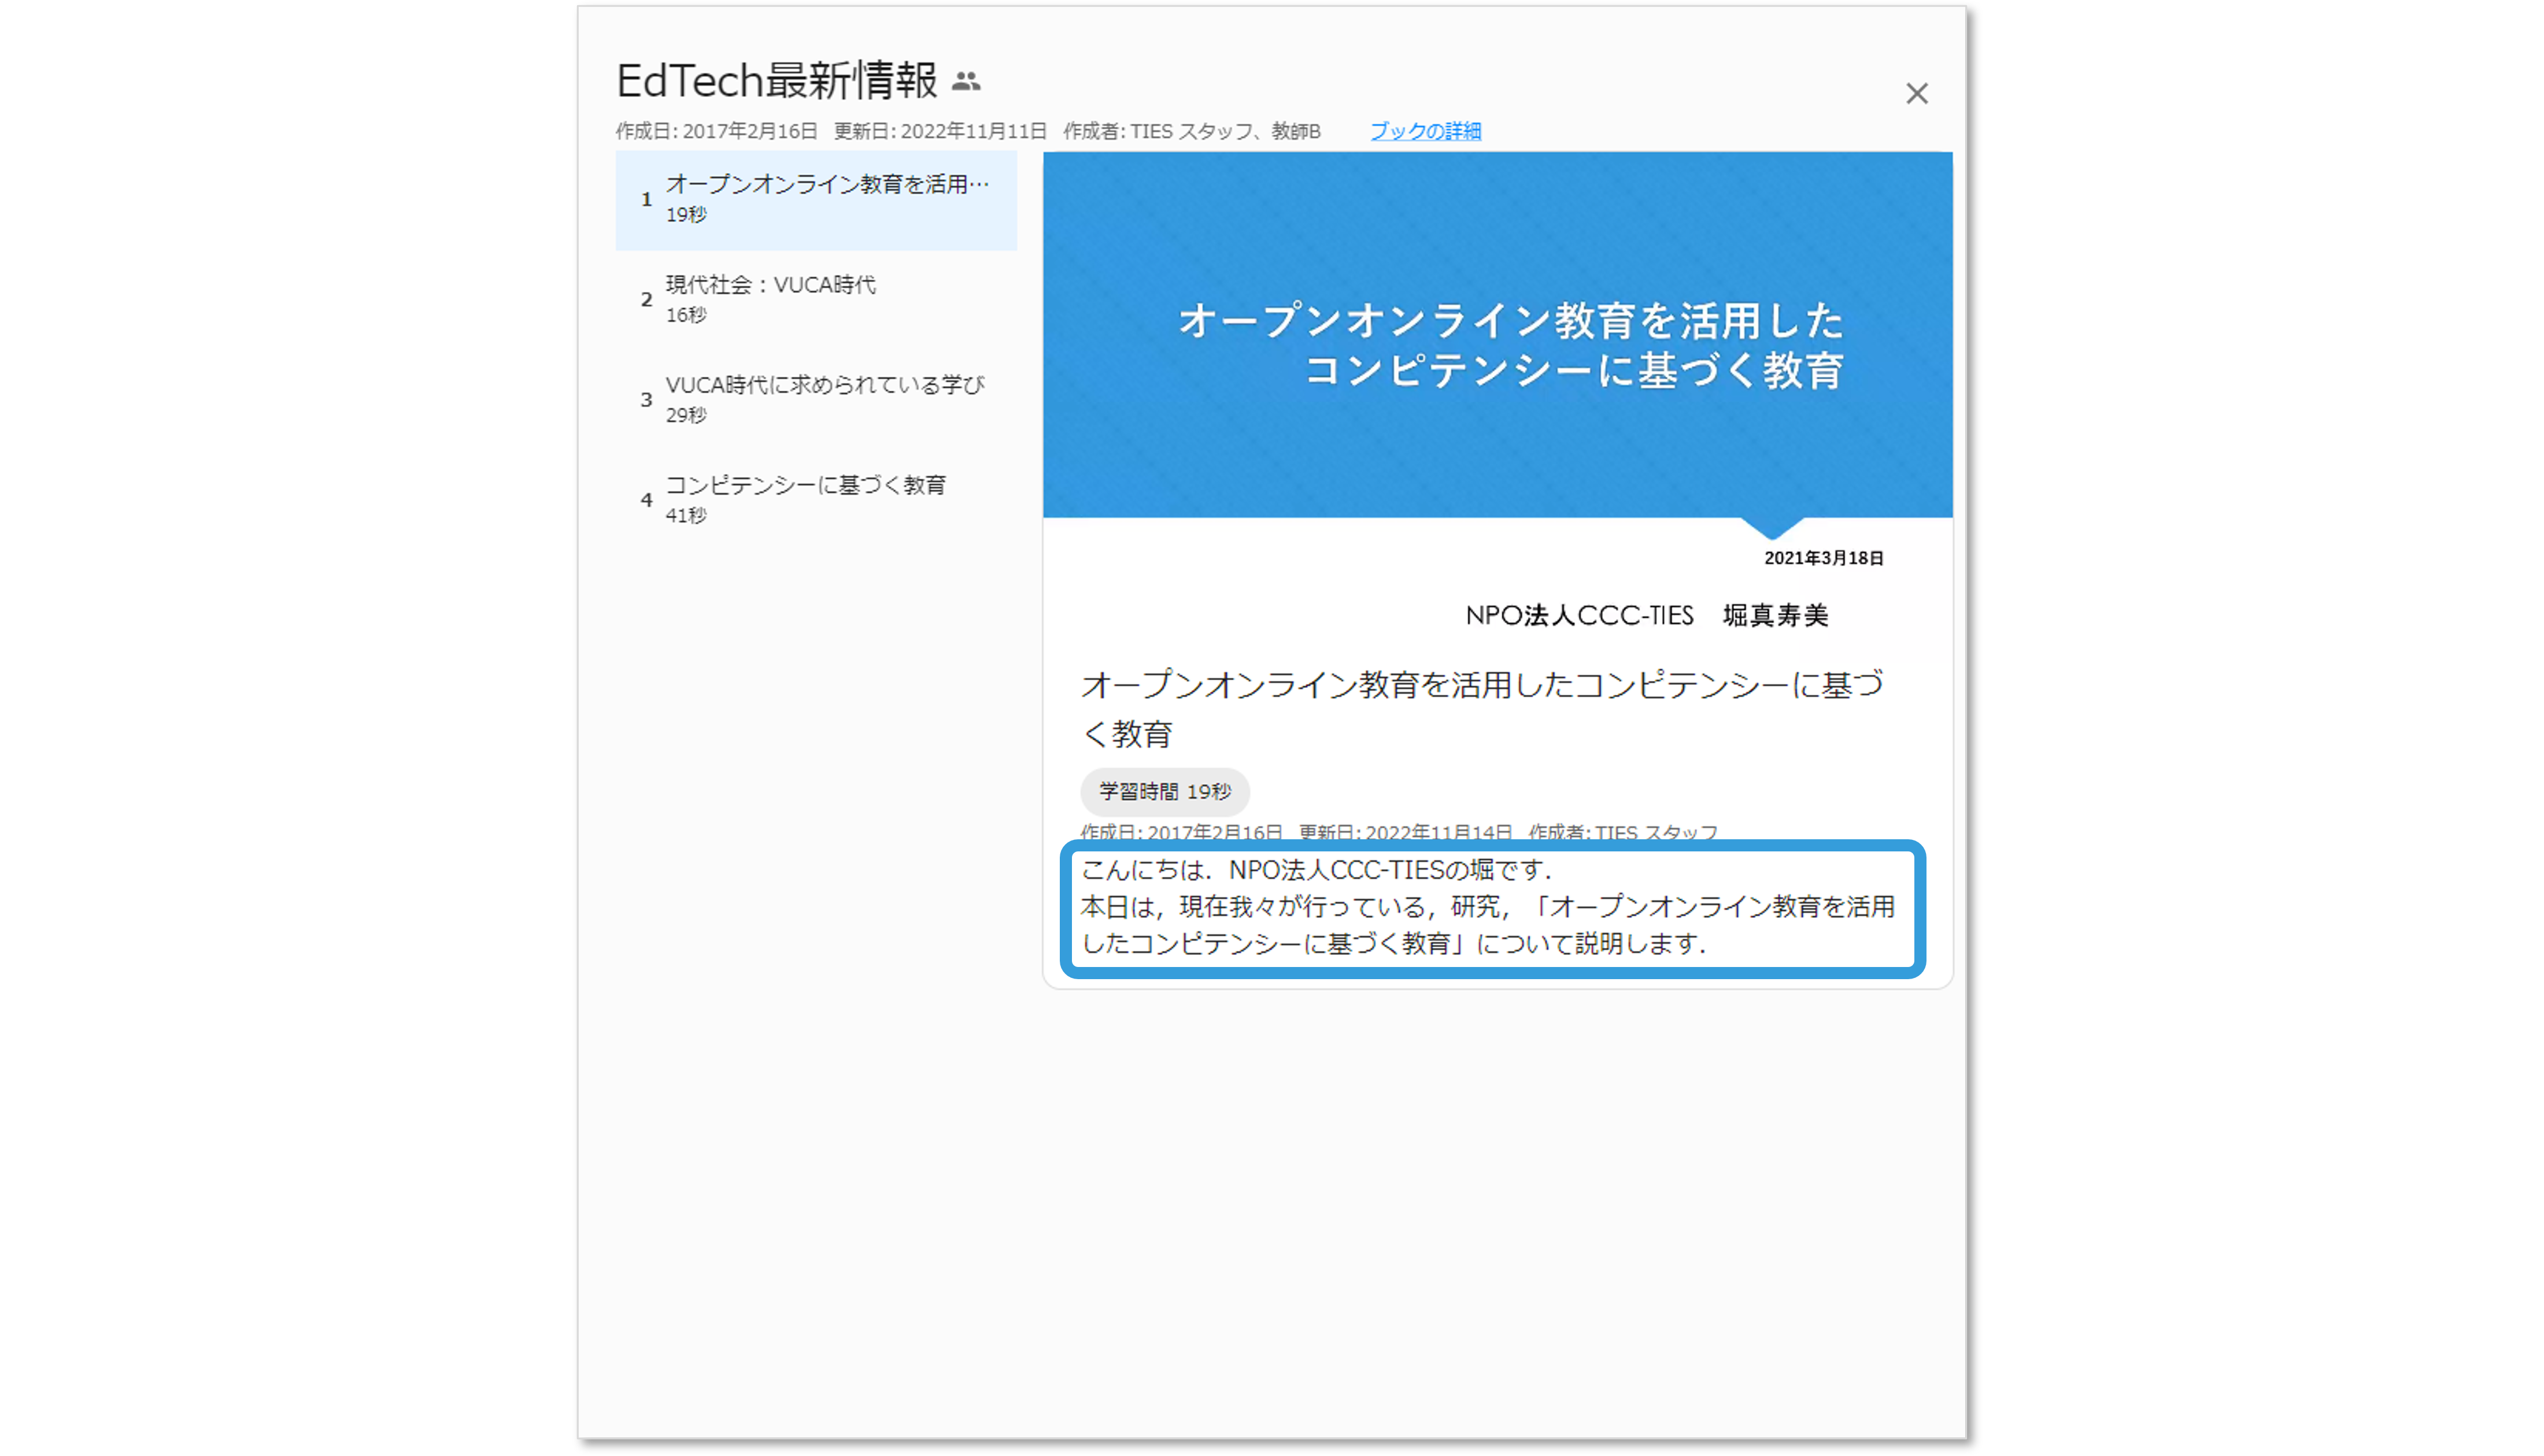 EdTech最新情報
作成日: 2017年2月16日 更新日: 2022年11月11日 作成者: TIES スタッフ、教師B ブックの詳細
1
オープンオンライン教育を活用…
19秒
2
現代社会：VUCA時代
16秒
3
VUCA時代に求められている学び
29秒
4
コンピテンシーに基づく教育
41秒
オープンオンライン教育を活用した
コンピテンシーに基づく教育
2021年3月18日
NPO法人CCC-TIES　堀真寿美
オープンオンライン教育を活用したコンピテンシーに基づ
く教育
学習時間 19秒
作成日: 2017年2月16日 更新日: 2022年11月14日 作成者: TIES スタッフ
こんにちは．NPO法人CCC-TIESの堀です．
本日は，現在我々が行っている，研究，「オープンオンライン教育を活用
したコンピテンシーに基づく教育」について説明します．